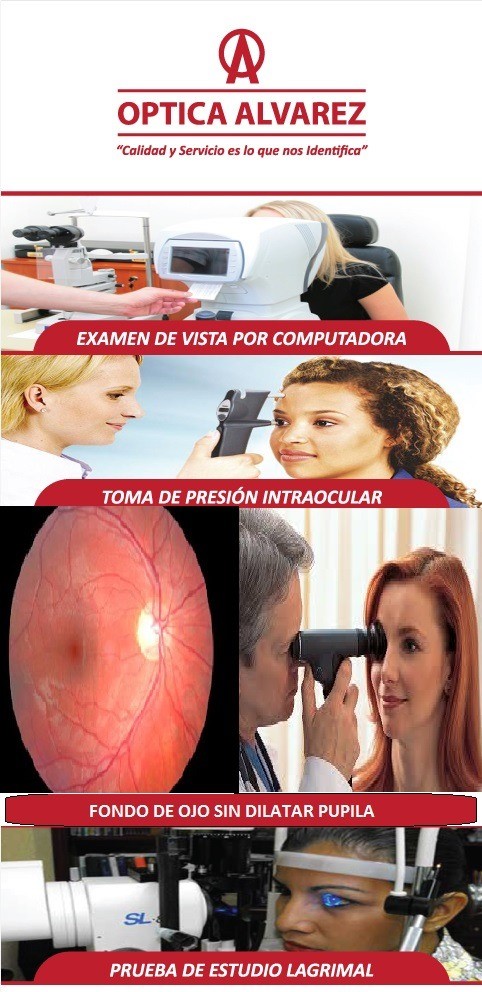 OPTICA ALVAREZ
“Calidad y Servicio es lo que nos Identifica”
EXAMEN DE VISTA POR COMPUTADORA
TOMA DE PRESIÓN INTRAOCULAR
FONDO DE OJO SIN DILATAR PUPILA
SL
PRUEBA DE ESTUDIO LAGRIMAL